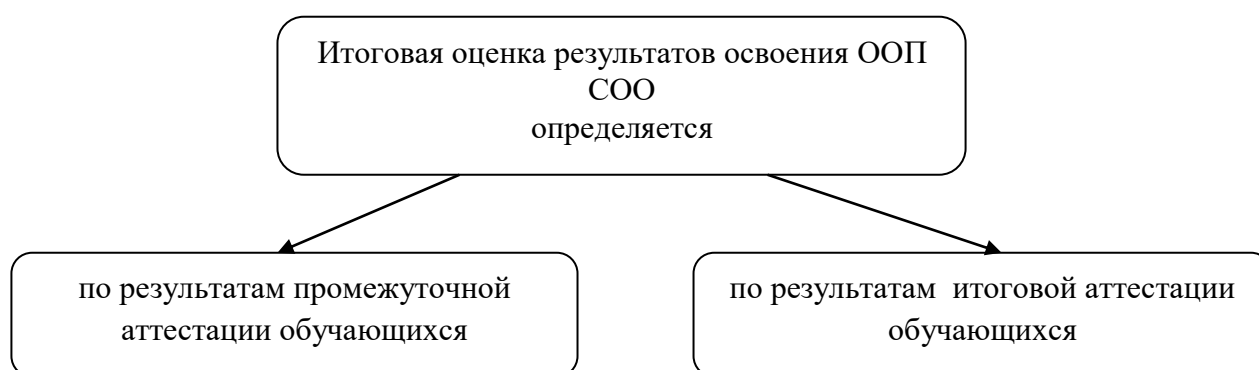 Итоговая оценка результатов освоения ООП
СОО
определяется
по результатам промежуточной
аттестации обучающихся
по результатам итоговой аттестации
обучающихся